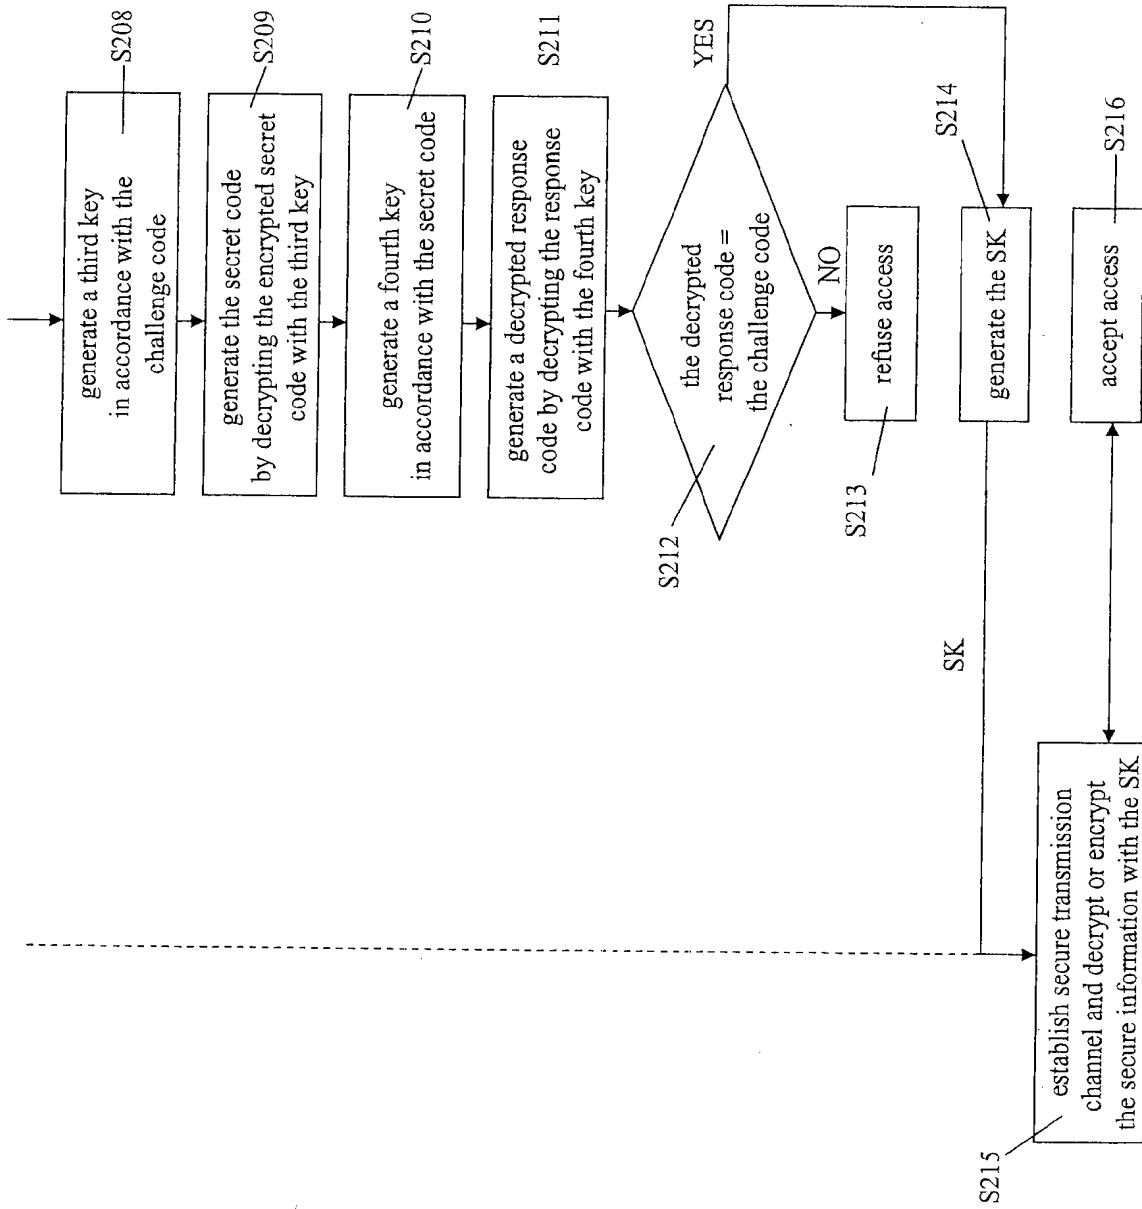 generate a third key
in accordance with the
challenge code
S208
generate the secret code
by decrypting the encrypted secret
code with the third key
S209
generate a fourth key
in accordance with the secret code
S210
generate a decrypted response
code by decrypting the response
code with the fourth key
S211
the decrypted
response code =
the challenge code
S212
YES
NO
refuse access
S213
generate the SK
S214
SK
establish secure transmission
channel and decrypt or encrypt
the secure information with the SK
S215
accept access
S216